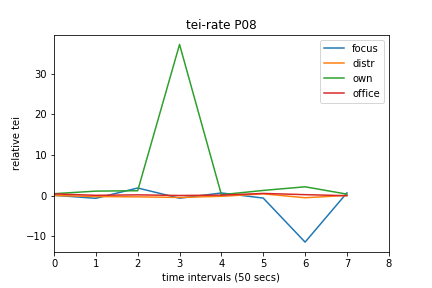 tei-rate P08
focus
distr
own
office
relative tei
30
20
10
0
−10
0 1 2 3 4 5 6 7 8
time intervals (50 secs)